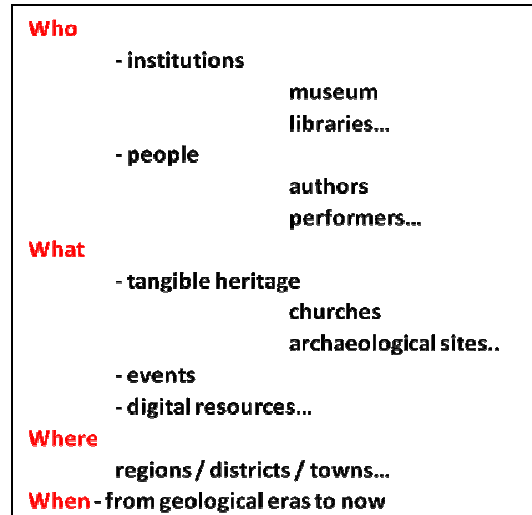 Who
- institutions
museum
libraries...
- people
authors
performers...
What
- tangible heritage
churches
archaeological sites..
- events
- digital resources...
Where
regions / districts / towns...
When - from geological eras to now